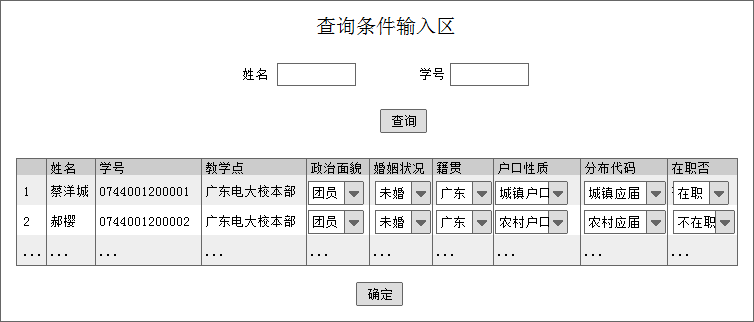 查询条件输入区
姓名 学号
查询
姓名 学号 教学点 政治面貌 婚姻状况 籍贯 户口性质 分布代码 在职否
1 蔡洋城 0744001200001 广东电大校本部 团员 未婚 广东 城镇户口 城镇应届 在职
2 郝樱 0744001200002 广东电大校本部 团员 未婚 广东 农村户口 农村应届 不在职
... ... ... ... ... ... ... ... ... ...
确定